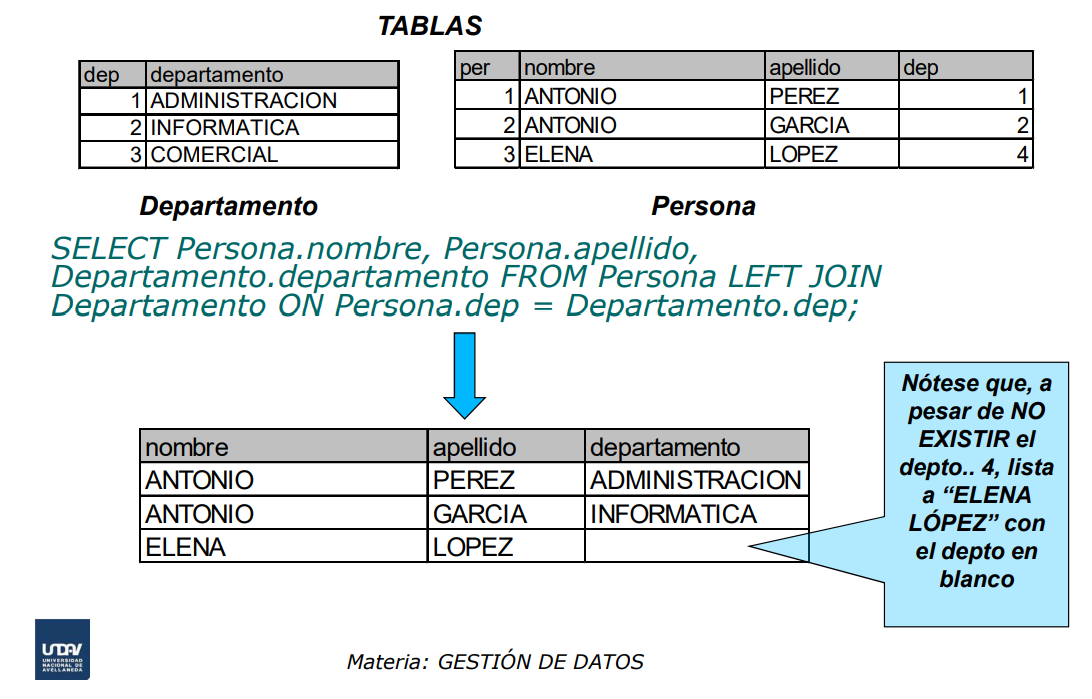 TABLAS
dep departamento
1 ADMINISTRACION
2 INFORMATICA
3 COMERCIAL
per nombre apellido dep
1 ANTONIO PEREZ 1
2 ANTONIO GARCIA 2
3 ELENA LOPEZ 4
Departamento
Persona
SELECT Persona.nombre, Persona.apellido,
Departamento.departamento FROM Persona LEFT JOIN
Departamento ON Persona.dep = Departamento.dep;
nombre apellido departamento
ANTONIO PEREZ ADMINISTRACION
ANTONIO GARCIA INFORMATICA
ELENA LOPEZ
Nótese que, a
pesar de NO
EXISTIR el
depto.. 4, lista
a “ELENA
LÓPEZ” con
el depto en
blanco
UNDAV
UNIVERSIDAD
NACIONAL DE
AVELLANEDA
Materia: GESTIÓN DE DATOS